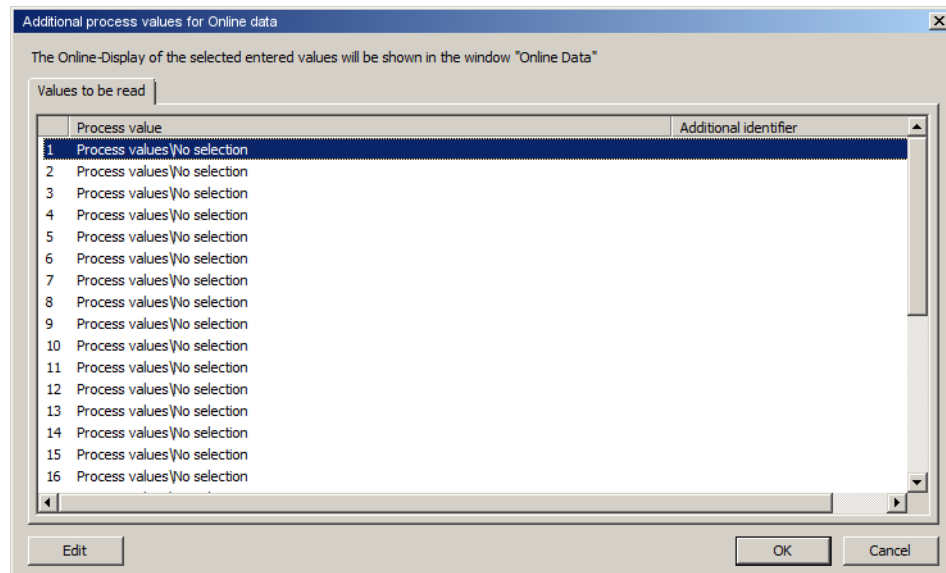 Additional process values for Online data
The Online-Display of the selected entered values will be shown in the window "Online Data"
Values to be read
Process value Additional identifier
1 Process values\No selection
2 Process values\No selection
3 Process values\No selection
4 Process values\No selection
5 Process values\No selection
6 Process values\No selection
7 Process values\No selection
8 Process values\No selection
9 Process values\No selection
10 Process values\No selection
11 Process values\No selection
12 Process values\No selection
13 Process values\No selection
14 Process values\No selection
15 Process values\No selection
16 Process values\No selection
Edit OK Cancel